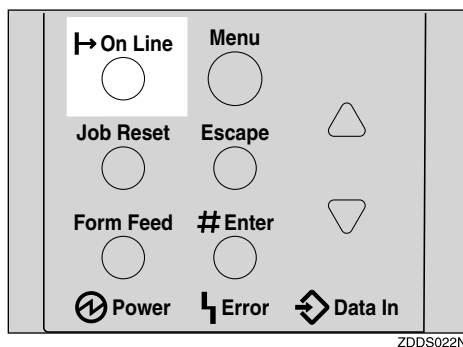 On Line Menu
Job Reset Escape
Form Feed # Enter
Power Error Data In
ZDDS022N